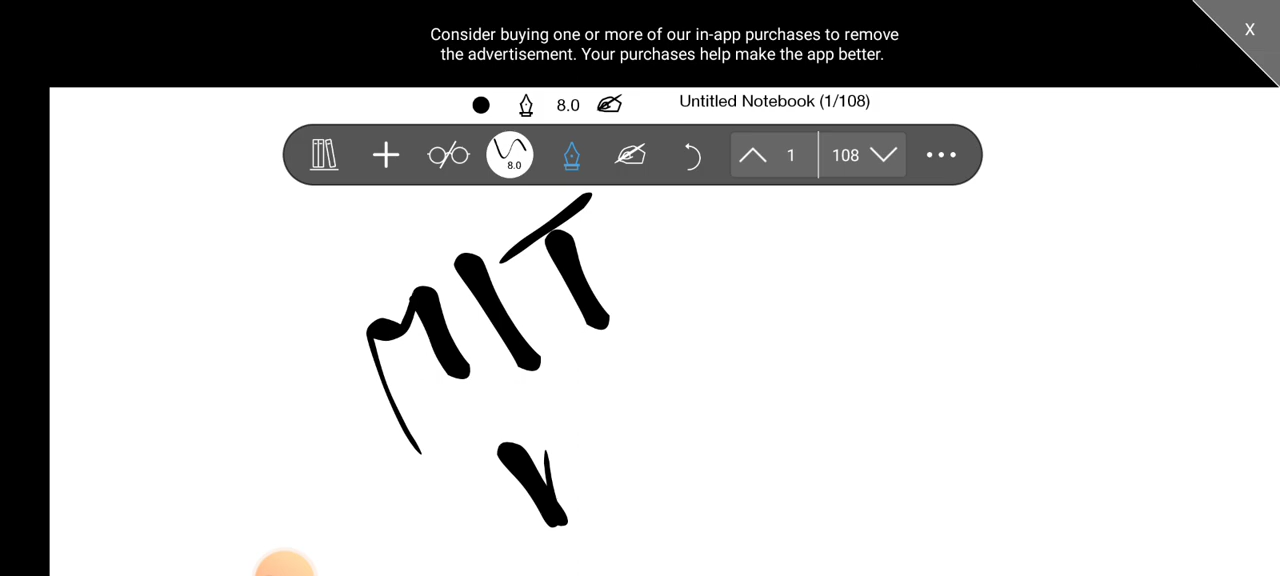 Consider buying one or more of our in-app purchases to remove
the advertisement. Your purchases help make the app better.
X
8.0
Untitled Notebook (1/108)
8.0
1
108
MIT